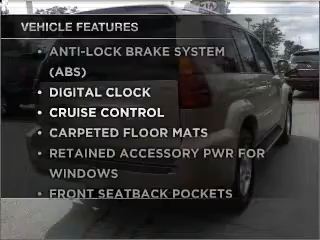 VEHICLE FEATURES
• ANTI-LOCK BRAKE SYSTEM
(ABS)
• DIGITAL CLOCK
• CRUISE CONTROL
• CARPETED FLOOR MATS
• RETAINED ACCESSORY PWR FOR
WINDOWS
• FRONT SEATBACK POCKETS